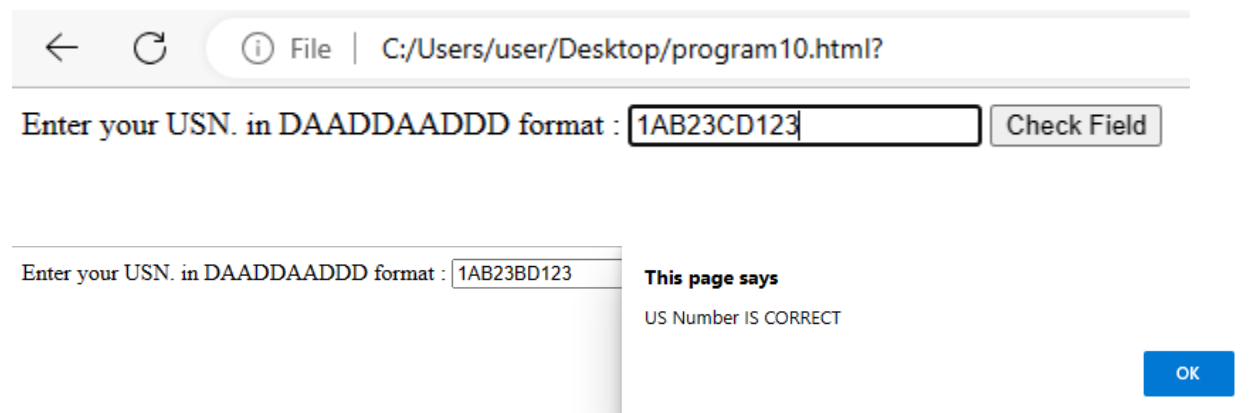 File | C:/Users/user/Desktop/program10.html?
Enter your USN. in DAADDAADDD format : 1AB23CD123 Check Field
Enter your USN. in DAADDAADDD format : 1AB23BD123
This page says
US Number IS CORRECT
OK